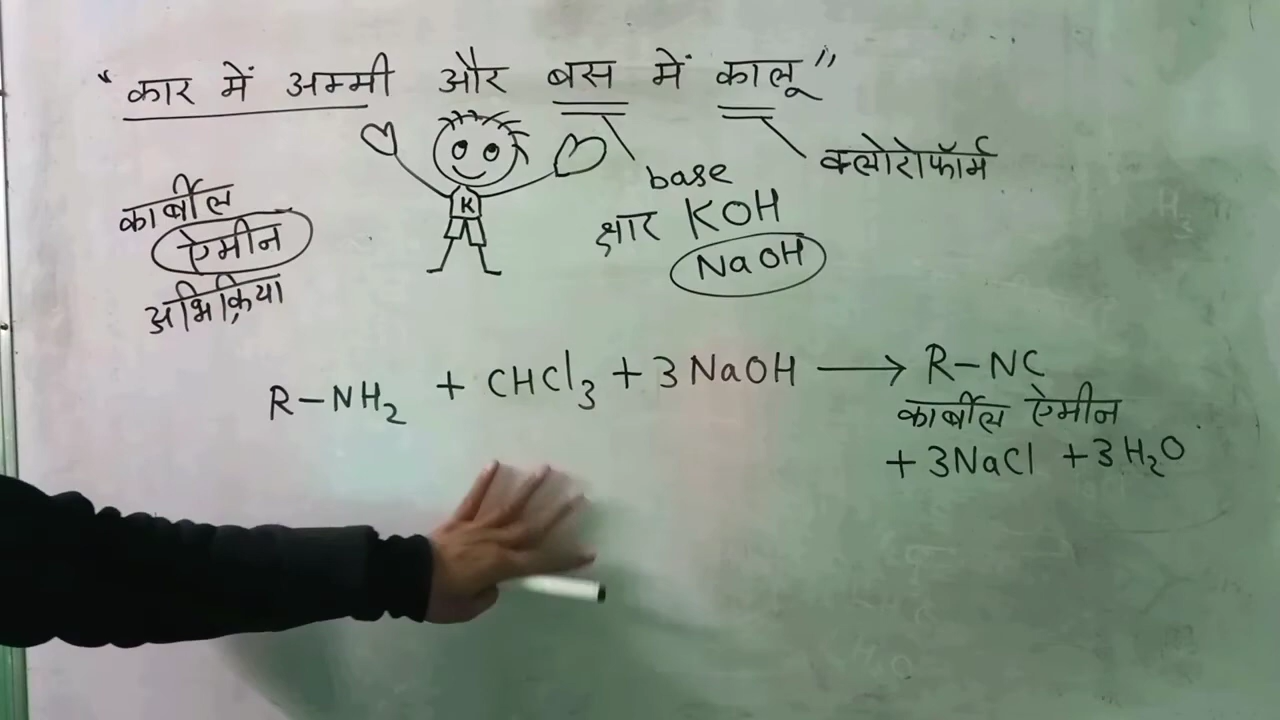 "कार में अम्मी और बस में कालू"
कार्बील
ऐमीन
अभिक्रिया
K
base
क्षार KOH
NaOH
क्लोरोफॉर्म
R-NH₂ + CHCl₃ + 3NaOH ⟶ R-NC
कार्बील ऐमीन
+ 3NaCl + 3H₂O